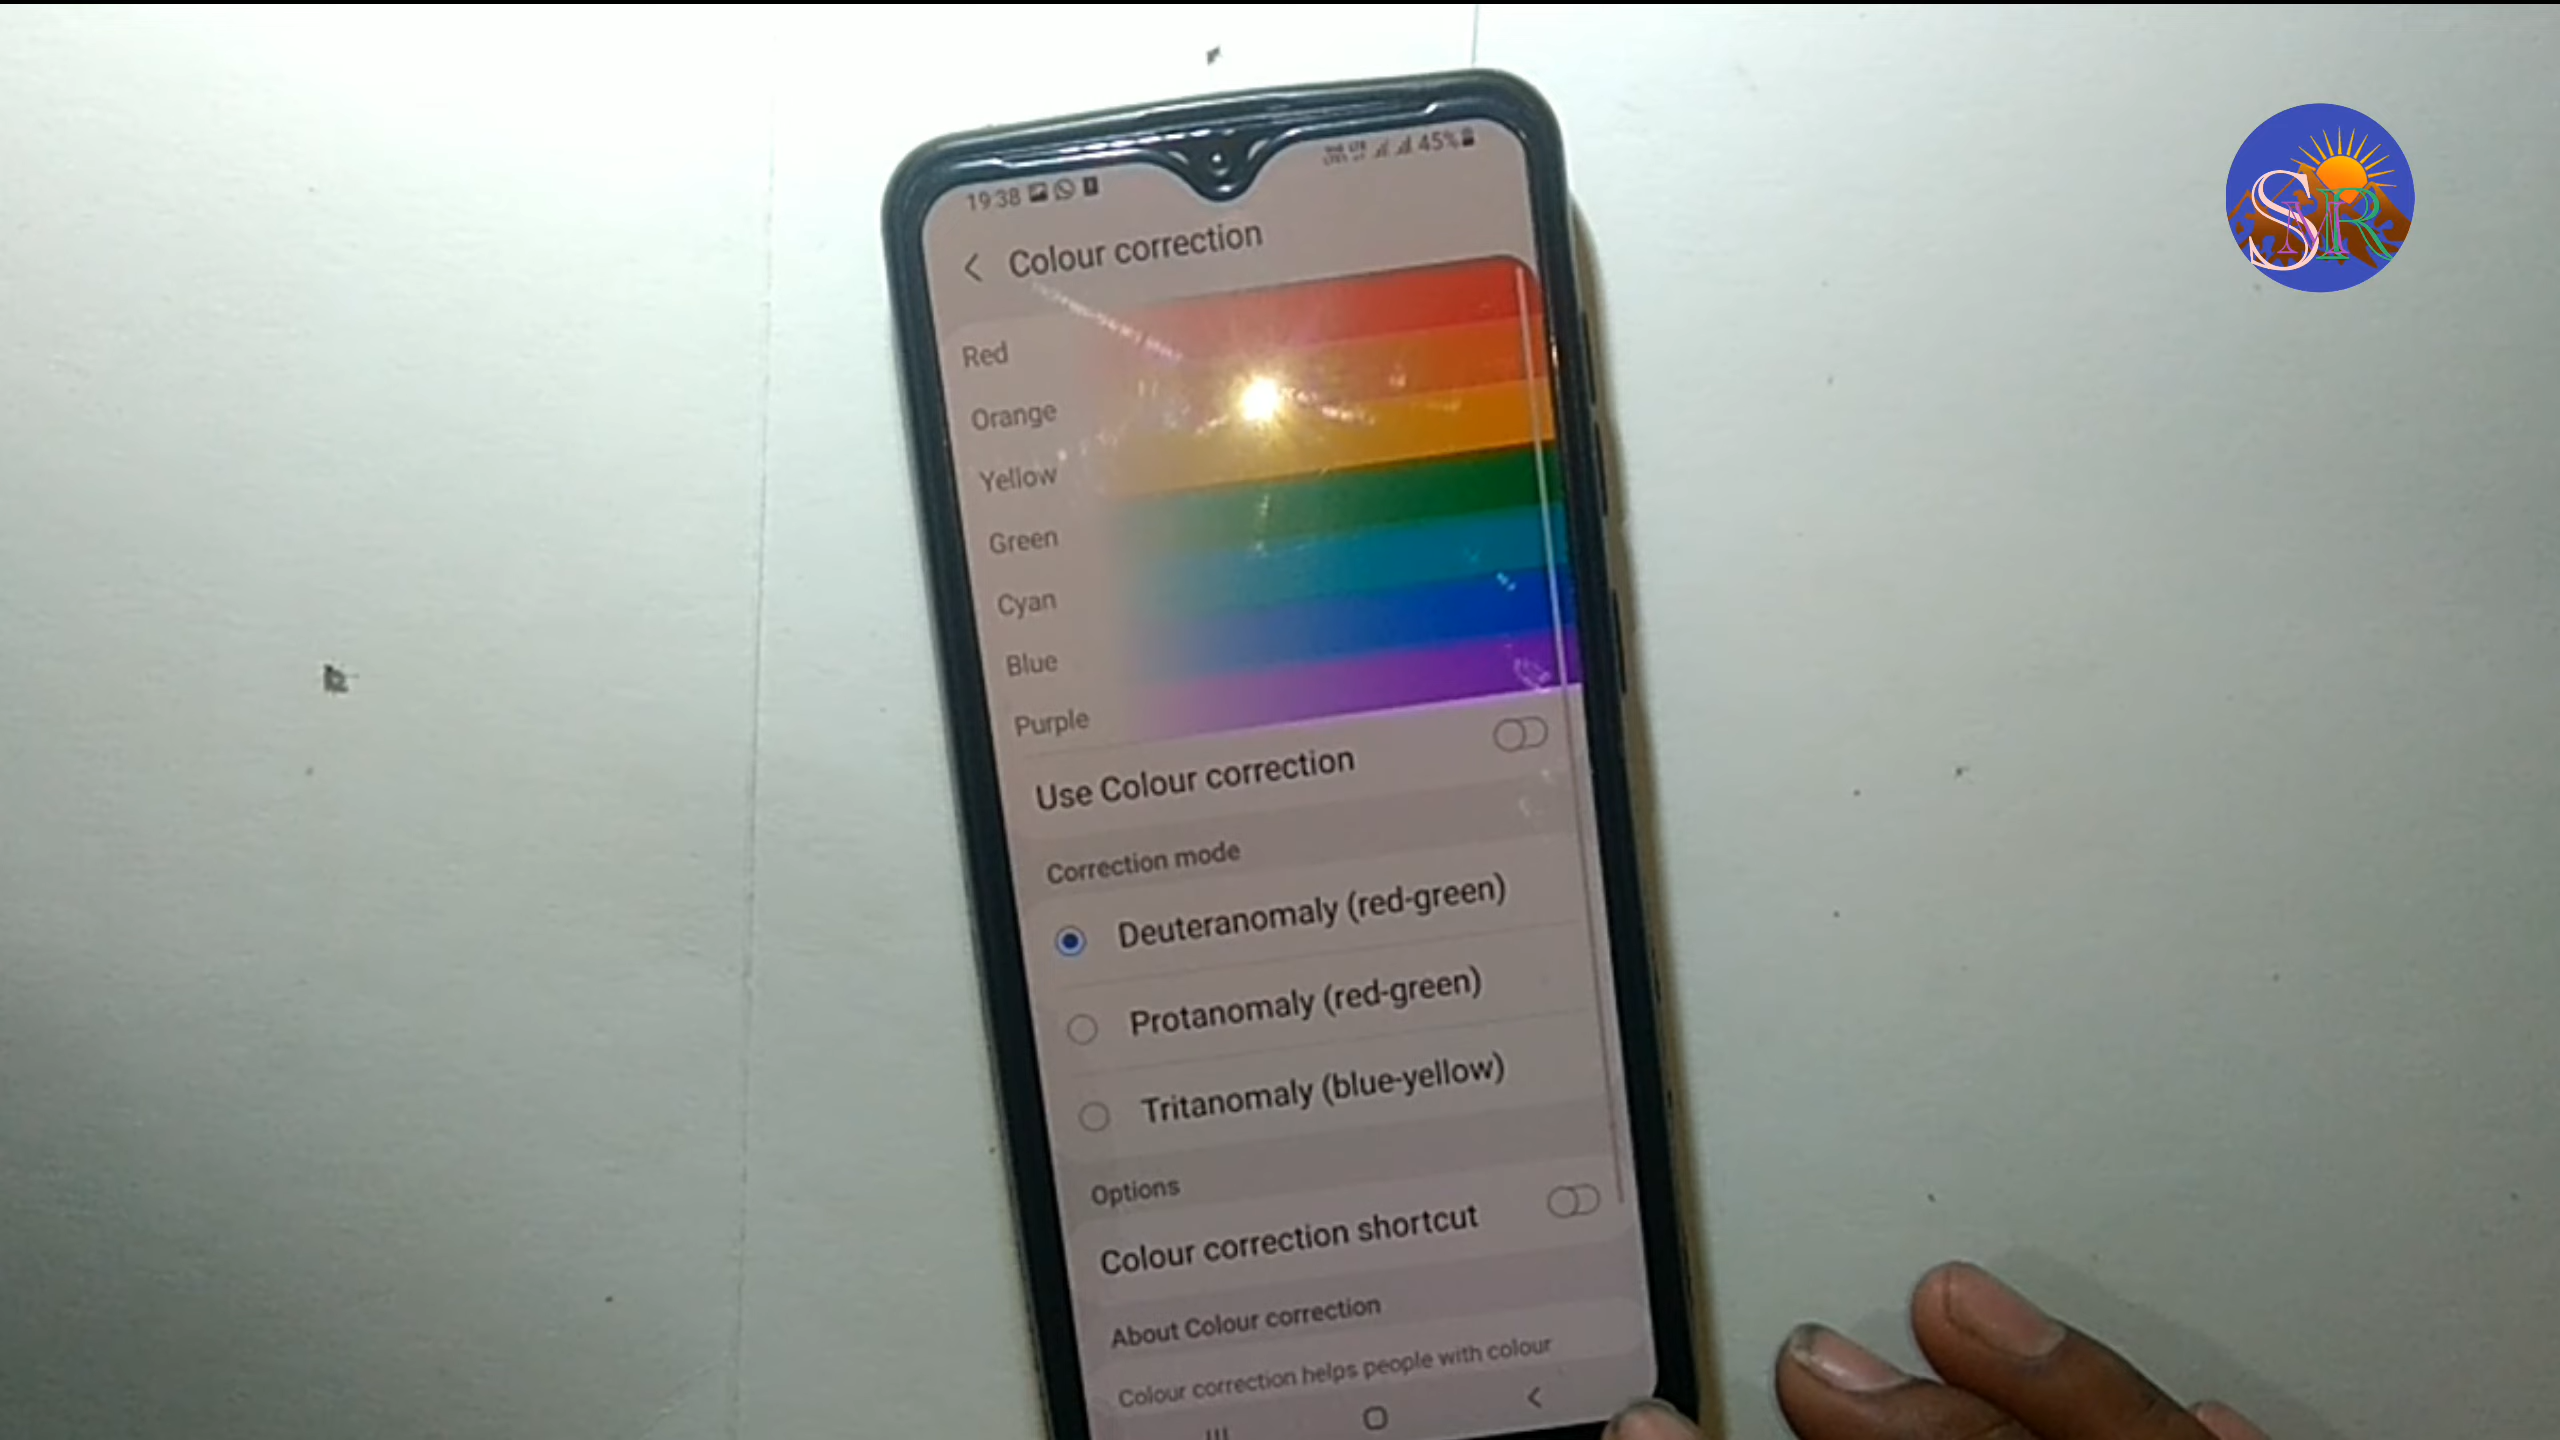 19:38 45%
Colour correction
Red
Orange
Yellow
Green
Cyan
Blue
Purple
Use Colour correction
Correction mode
Deuteranomaly (red-green)
Protanomaly (red-green)
Tritanomaly (blue-yellow)
Options
Colour correction shortcut
About Colour correction
Colour correction helps people with colour
SMR